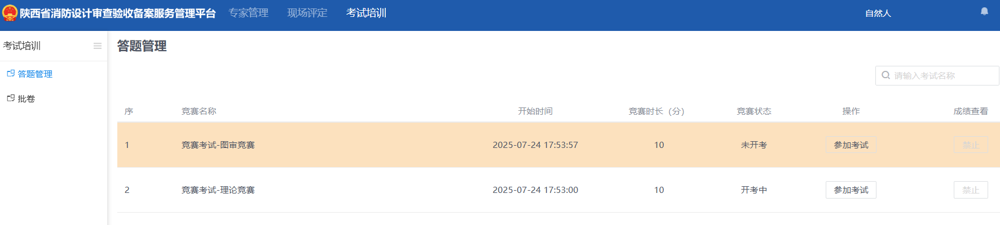 陕西省消防设计审查验收备案服务管理平台 专家管理 现场评定 考试培训 自然人
考试培训
答题管理
批卷
答题管理
请输入考试名称
序 竞赛名称 开始时间 竞赛时长（分） 竞赛状态 操作 成绩查看
1 竞赛考试-图审竞赛 2025-07-24 17:53:57 10 未开考 参加考试 禁止
2 竞赛考试-理论竞赛 2025-07-24 17:53:00 10 开考中 参加考试 禁止